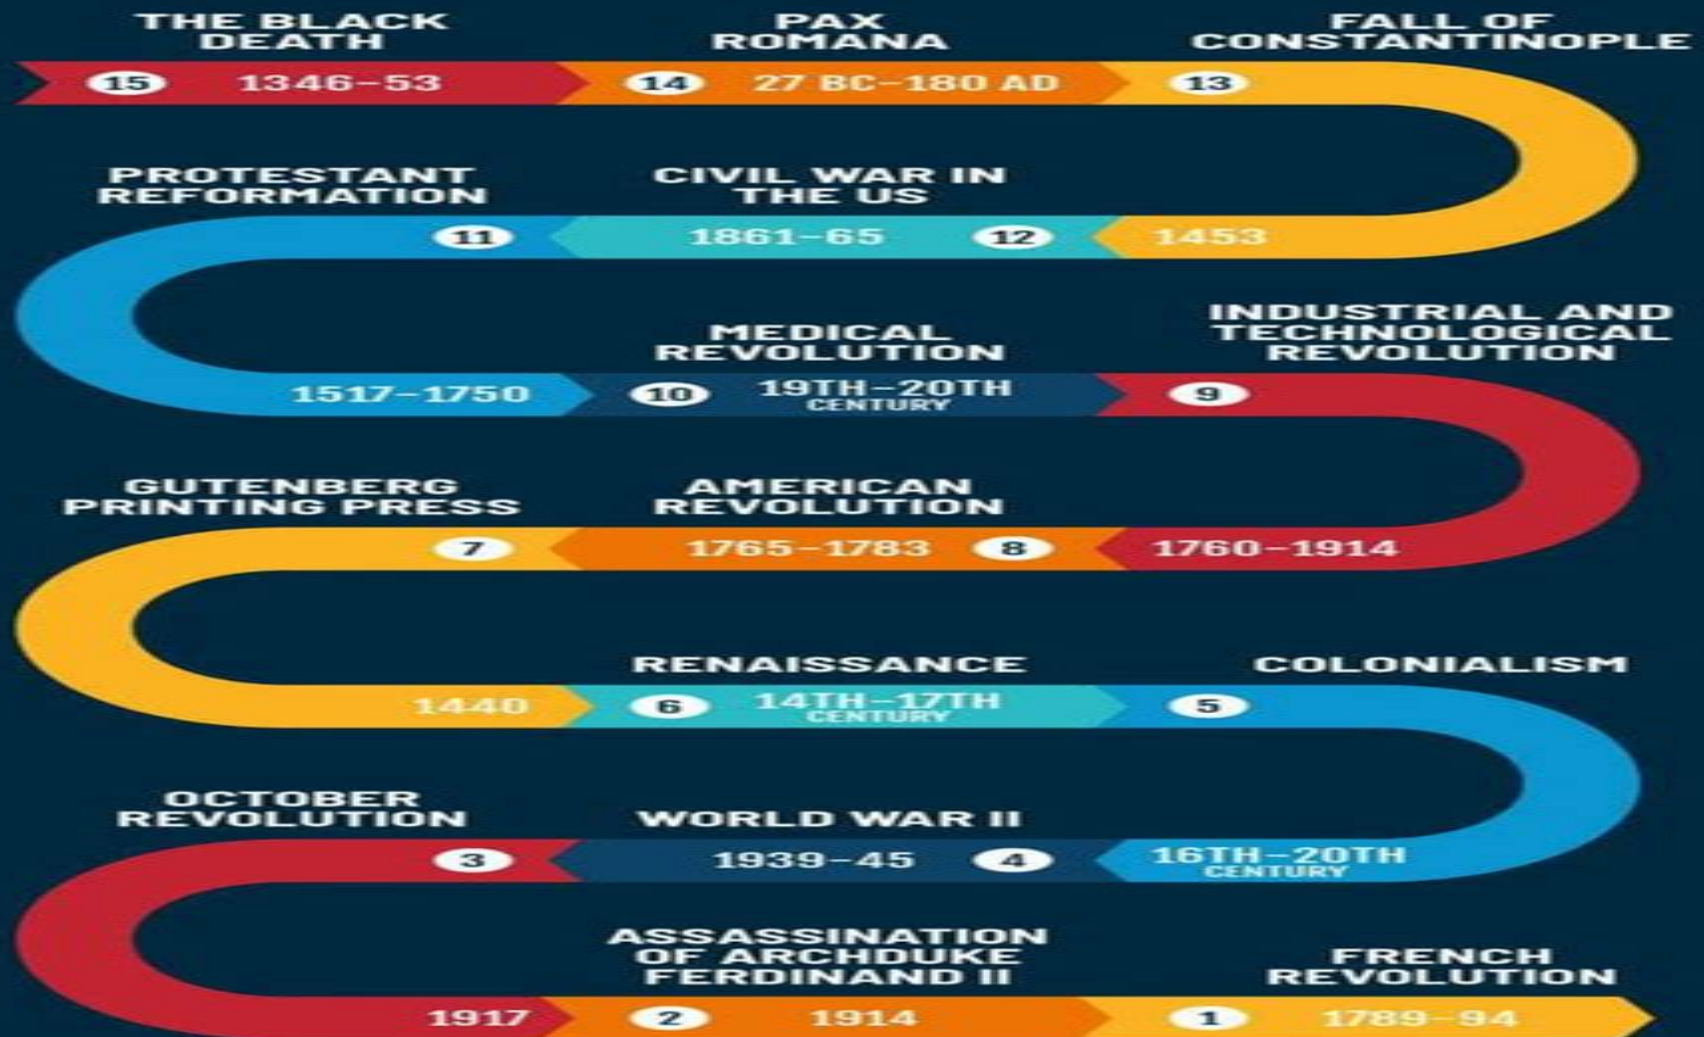 THE BLACK
DEATH
15 1346–53
PAX
ROMANA
14 27 BC–180 AD
FALL OF
CONSTANTINOPLE
13
1453
CIVIL WAR IN
THE US
1861–65 12
PROTESTANT
REFORMATION
11
1517–1750
MEDICAL
REVOLUTION
10 19TH–20TH
CENTURY
INDUSTRIAL AND
TECHNOLOGICAL
REVOLUTION
9
1760–1914
AMERICAN
REVOLUTION
1765–1783 8
GUTENBERG
PRINTING PRESS
7
1440
RENAISSANCE
6 14TH–17TH
CENTURY
COLONIALISM
5
16TH–20TH
CENTURY
WORLD WAR II
1939–45 4
OCTOBER
REVOLUTION
3
1917
ASSASSINATION
OF ARCHDUKE
FERDINAND II
2 1914
FRENCH
REVOLUTION
1 1789–94